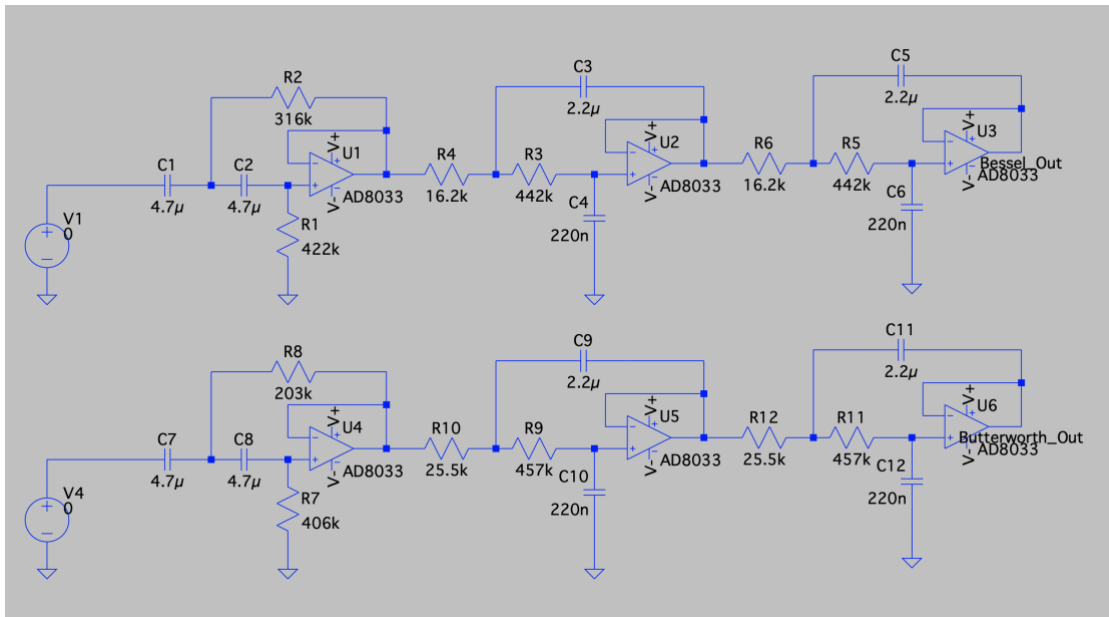 C5
2.2µ
C3
2.2µ
R2
316k
V+
U3
Bessel_Out
AD8033
V-
V+
U2
AD8033
V-
V+
U1
AD8033
V-
C1
4.7µ
C2
4.7µ
R4
16.2k
R3
442k
R6
16.2k
R5
442k
C4
220n
C6
220n
R1
422k
V1
0
C11
2.2µ
C9
2.2µ
R8
203k
V+
U6
Butterworth_Out
AD8033
V-
V+
U5
AD8033
V-
V+
U4
AD8033
V-
C7
4.7µ
C8
4.7µ
R10
25.5k
R9
457k
R12
25.5k
R11
457k
C10
220n
C12
220n
R7
406k
V4
0